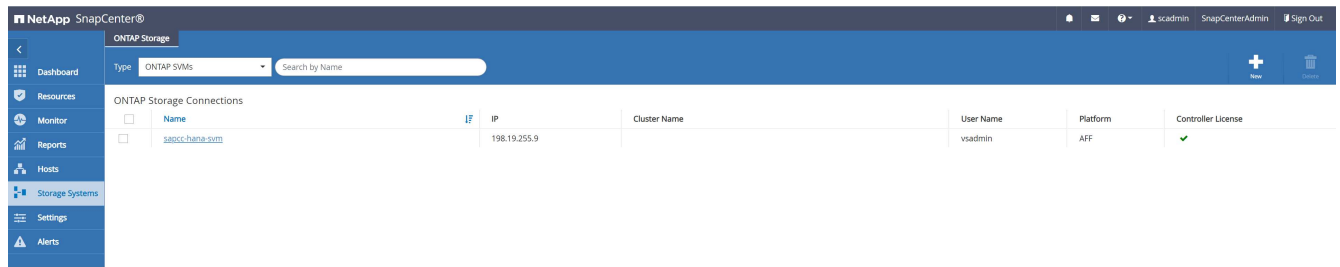 NetApp SnapCenter®
scadmin SnapCenterAdmin Sign Out
ONTAP Storage
Type ONTAP SVMs Search by Name
New Delete
Dashboard
Resources
Monitor
Reports
Hosts
Storage Systems
Settings
Alerts
ONTAP Storage Connections
Name IP Cluster Name User Name Platform Controller License
sapcc-hana-svm 198.19.255.9 vsadmin AFF